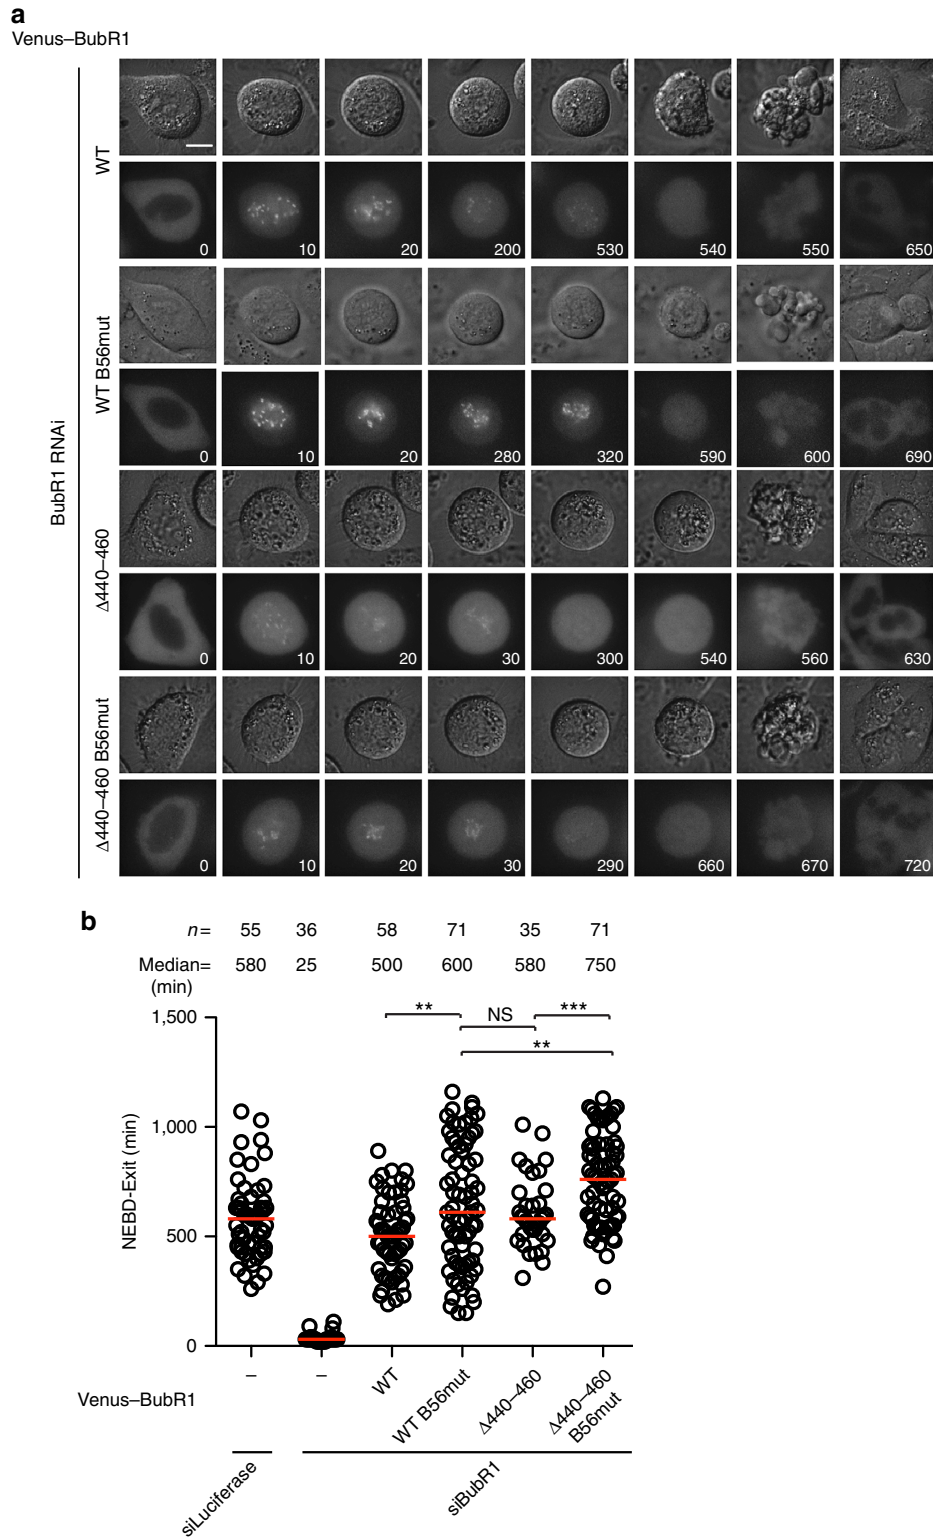 a
Venus–BubR1
BubR1 RNAi
WT
0 10 20 200 530 540 550 650
WT B56mut
0 10 20 280 320 590 600 690
Δ440–460
0 10 20 30 300 540 560 630
Δ440–460 B56mut
0 10 20 30 290 660 670 720
b
n= 55 36 58 71 35 71
Median= 580 25 500 600 580 750
(min)
** NS ***
**
NEBD-Exit (min)
1,500
1,000
500
0
Venus–BubR1
– – WT WT B56mut Δ440–460 Δ440–460 B56mut
siLuciferase siBubR1